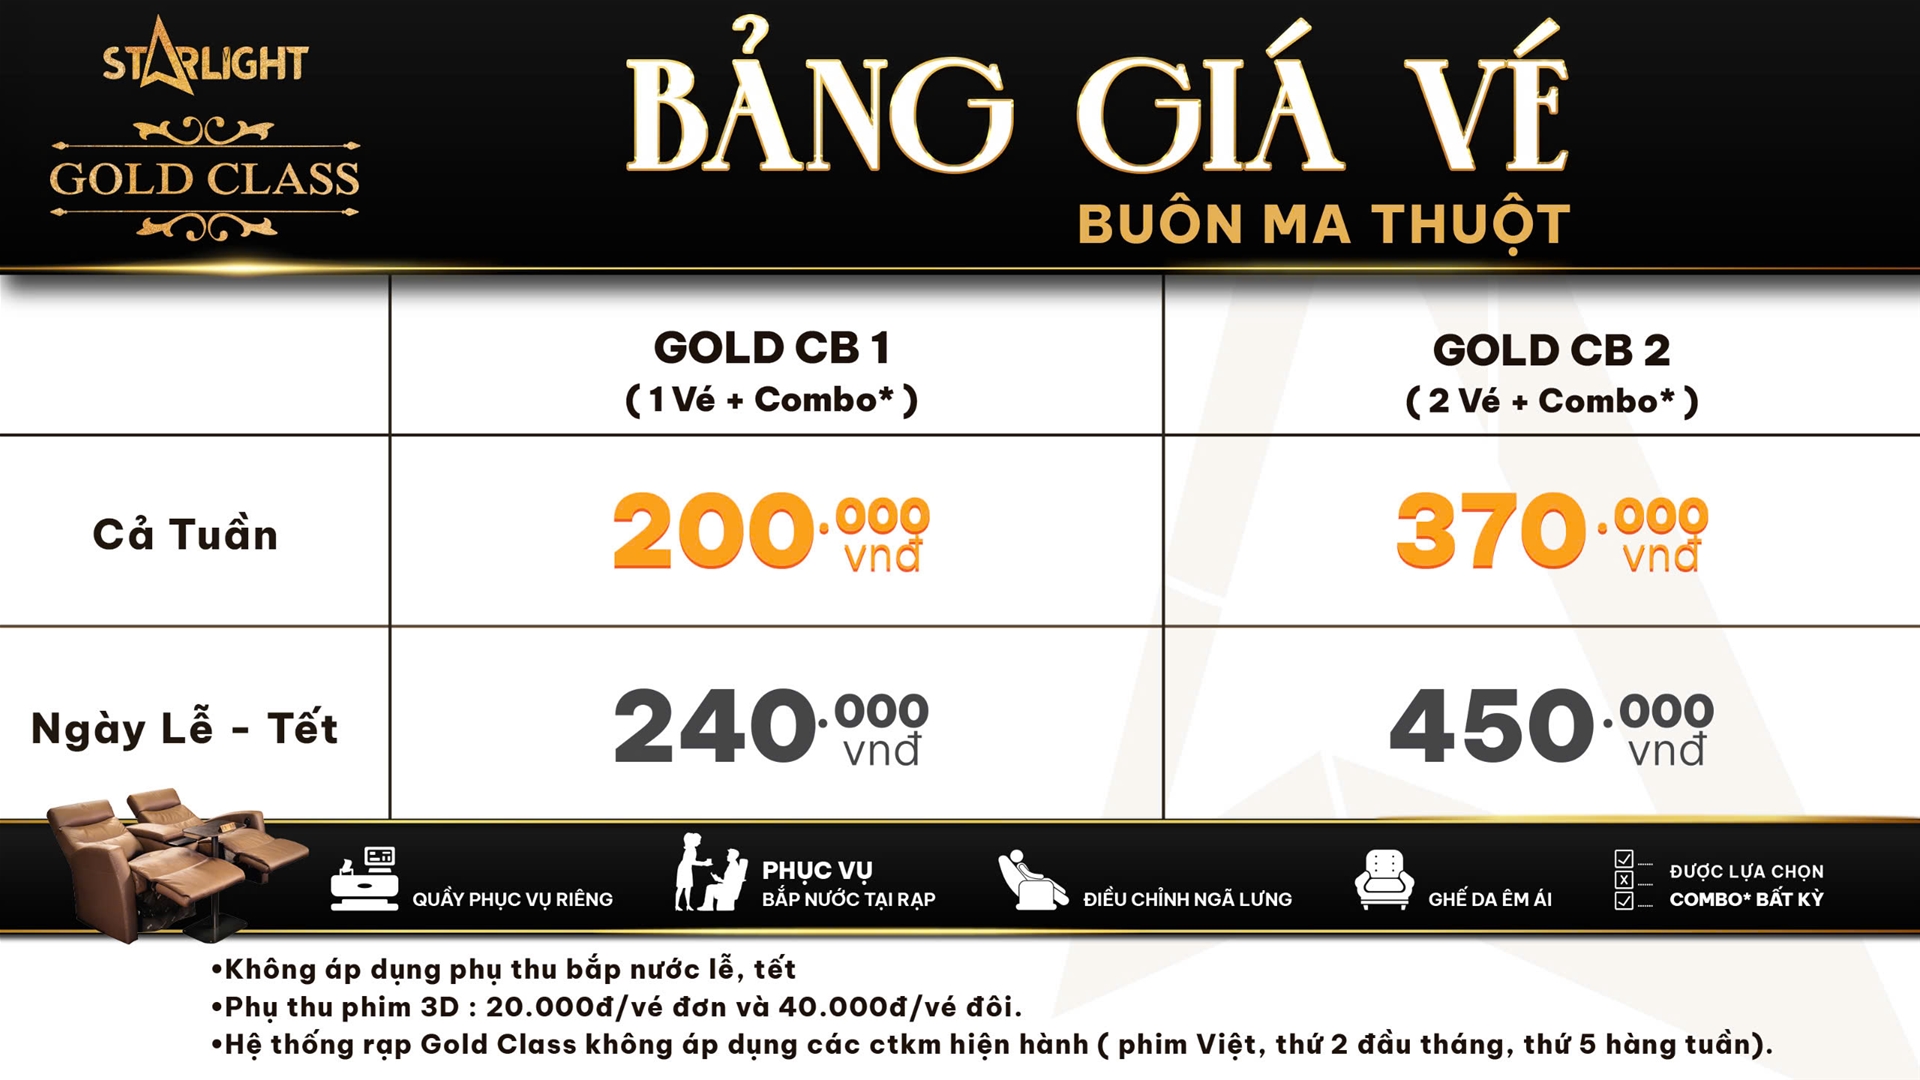 STARLIGHT
GOLD CLASS
BẢNG GIÁ VÉ
BUÔN MA THUỘT
GOLD CB 1
( 1 Vé + Combo* )
GOLD CB 2
( 2 Vé + Combo* )
Cả Tuần
200.000 vnđ
370.000 vnđ
Ngày Lễ - Tết
240.000 vnđ
450.000 vnđ
QUẦY PHỤC VỤ RIÊNG
PHỤC VỤ
BẮP NƯỚC TẠI RẠP
ĐIỀU CHỈNH NGÃ LƯNG
GHẾ DA ÊM ÁI
ĐƯỢC LỰA CHỌN
COMBO* BẤT KỲ
•Không áp dụng phụ thu bắp nước lễ, tết
•Phụ thu phim 3D : 20.000đ/vé đơn và 40.000đ/vé đôi.
•Hệ thống rạp Gold Class không áp dụng các ctkm hiện hành ( phim Việt, thứ 2 đầu tháng, thứ 5 hàng tuần).